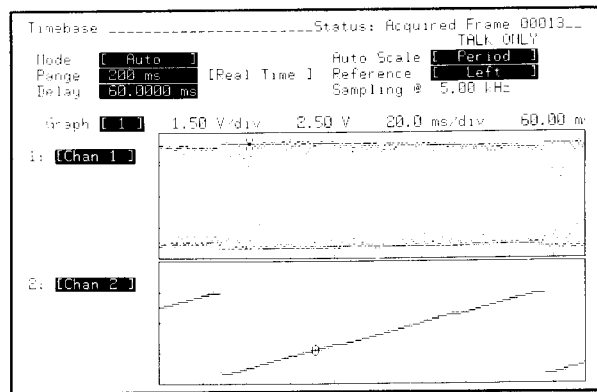 Timebase Status: Acquired Frame 00013
TALK ONLY
Mode [ Auto ] Auto Scale [ Period ]
Range 200 ms [Real Time ] Reference [ Left ]
Delay 60.0000 ms Sampling @ 5.00 kHz
Graph [ 1 ] 1.50 V/div 2.50 V 20.0 ms/div 60.00 m
1: [Chan 1 ]
2: [Chan 2 ]